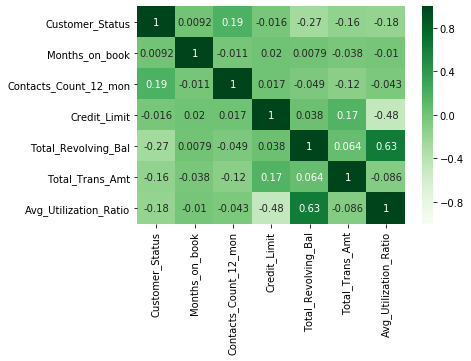 Customer_Status 1 0.0092 0.19 -0.016 -0.27 -0.16 -0.18
Months_on_book 0.0092 1 -0.011 0.02 0.0079 -0.038 -0.01
Contacts_Count_12_mon 0.19 -0.011 1 0.017 -0.049 -0.12 -0.043
Credit_Limit -0.016 0.02 0.017 1 0.038 0.17 -0.48
Total_Revolving_Bal -0.27 0.0079 -0.049 0.038 1 0.064 0.63
Total_Trans_Amt -0.16 -0.038 -0.12 0.17 0.064 1 -0.086
Avg_Utilization_Ratio -0.18 -0.01 -0.043 -0.48 0.63 -0.086 1
Customer_Status
Months_on_book
Contacts_Count_12_mon
Credit_Limit
Total_Revolving_Bal
Total_Trans_Amt
Avg_Utilization_Ratio
0.8
0.4
0.0
−0.4
−0.8